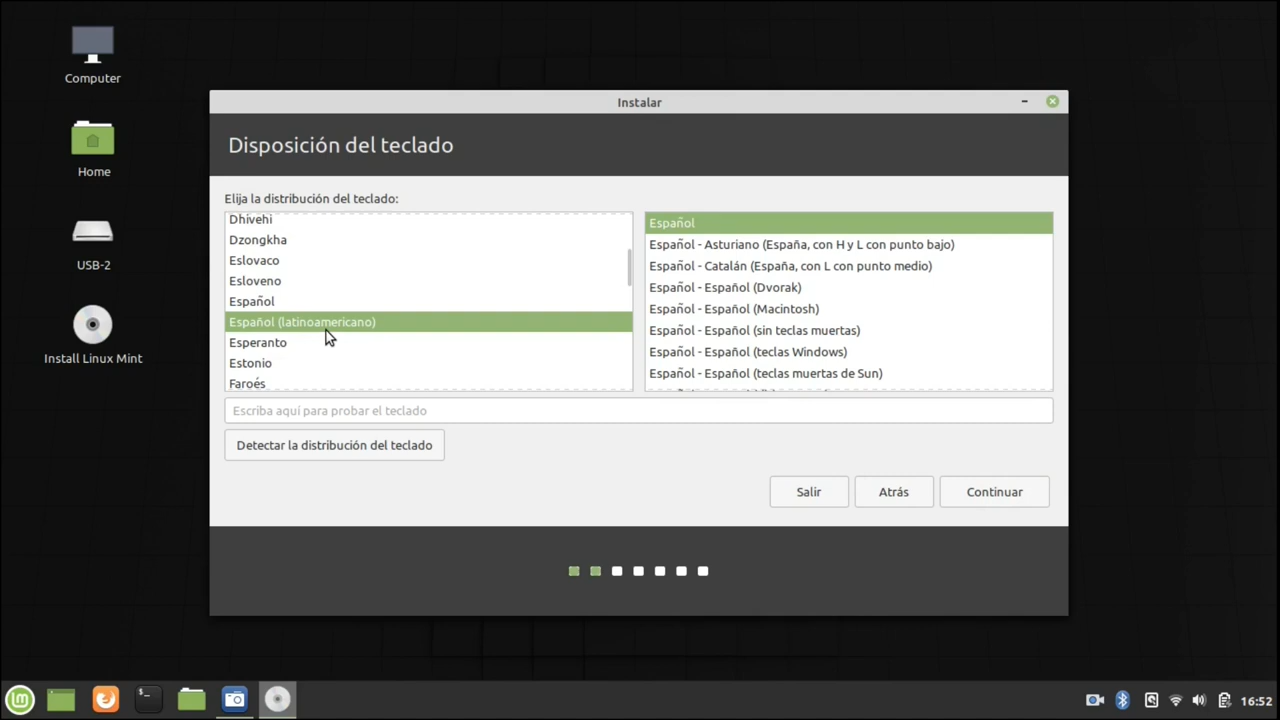 Computer
Home
USB-2
Install Linux Mint
Instalar
Disposición del teclado
Elija la distribución del teclado:
Dhivehi
Dzongkha
Eslovaco
Esloveno
Español
Español (latinoamericano)
Esperanto
Estonio
Faroés
Español
Español - Asturiano (España, con H y L con punto bajo)
Español - Catalán (España, con L con punto medio)
Español - Español (Dvorak)
Español - Español (Macintosh)
Español - Español (sin teclas muertas)
Español - Español (teclas Windows)
Español - Español (teclas muertas de Sun)
Escriba aquí para probar el teclado
Detectar la distribución del teclado
Salir
Atrás
Continuar
lm
$_
16:52